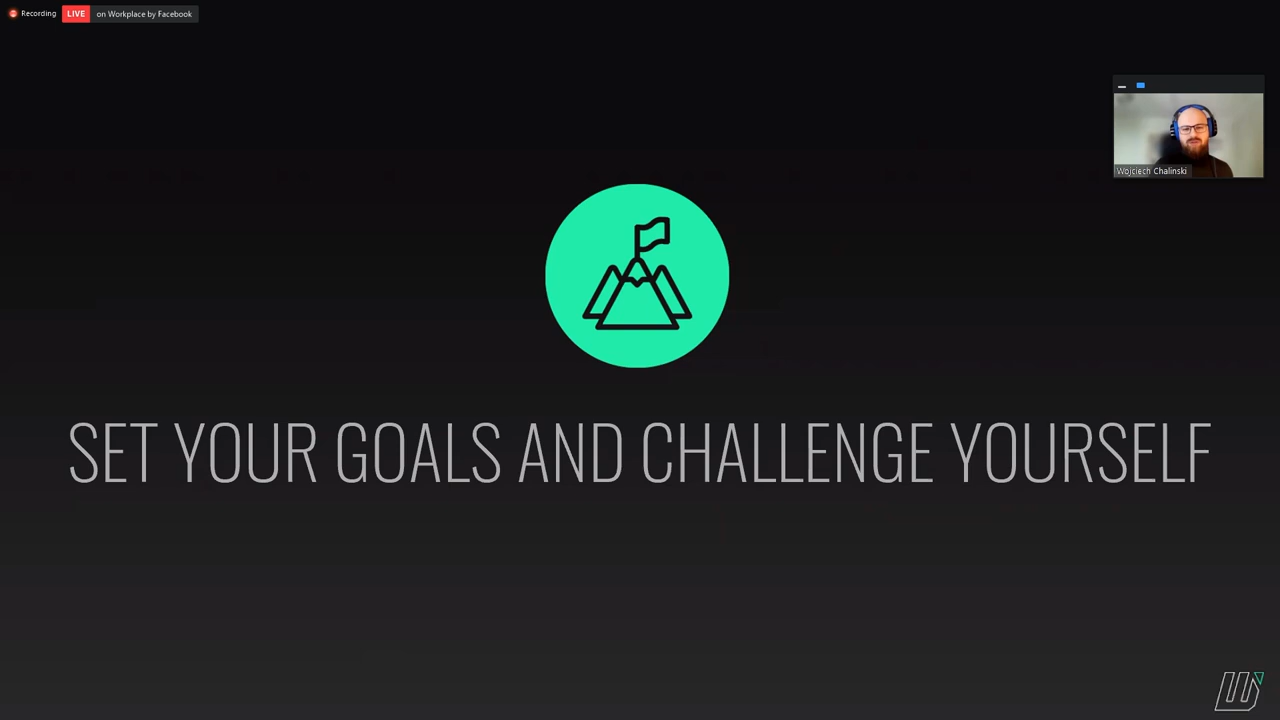 Recording
LIVE on Workplace by Facebook
Wojciech Chalinski
SET YOUR GOALS AND CHALLENGE YOURSELF